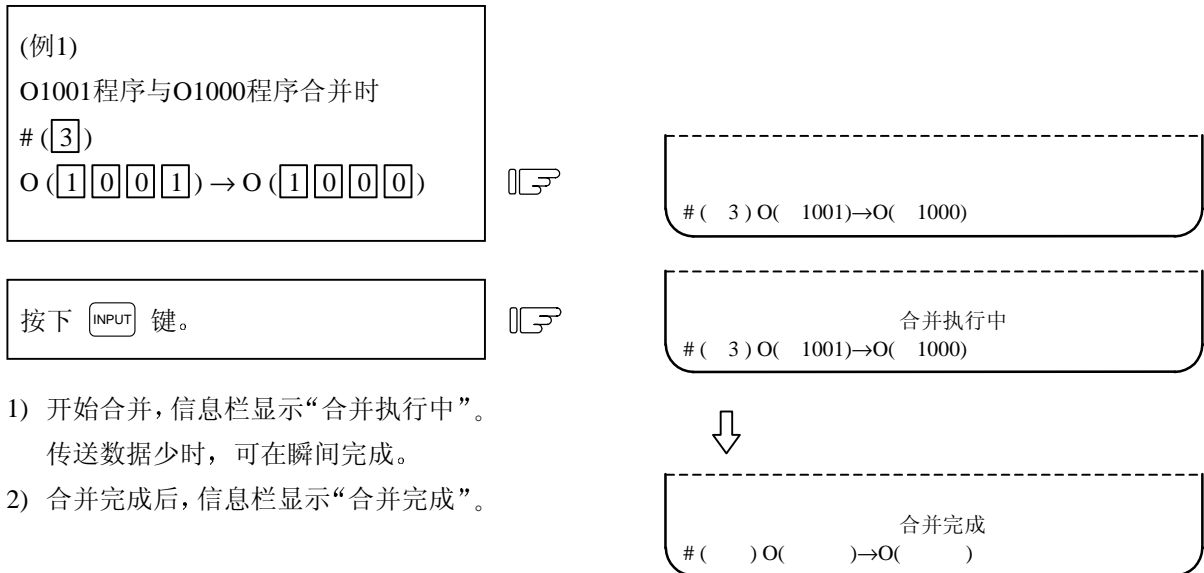 (例1)
O1001程序与O1000程序合并时
# (3)
O (1001) → O (1000)
# ( 3 ) O( 1001)→O( 1000)
按下 INPUT 键。
合并执行中
# ( 3 ) O( 1001)→O( 1000)
1) 开始合并,信息栏显示“合并执行中”。
传送数据少时，可在瞬间完成。
2) 合并完成后,信息栏显示“合并完成”。
合并完成
# ( ) O( )→O( )